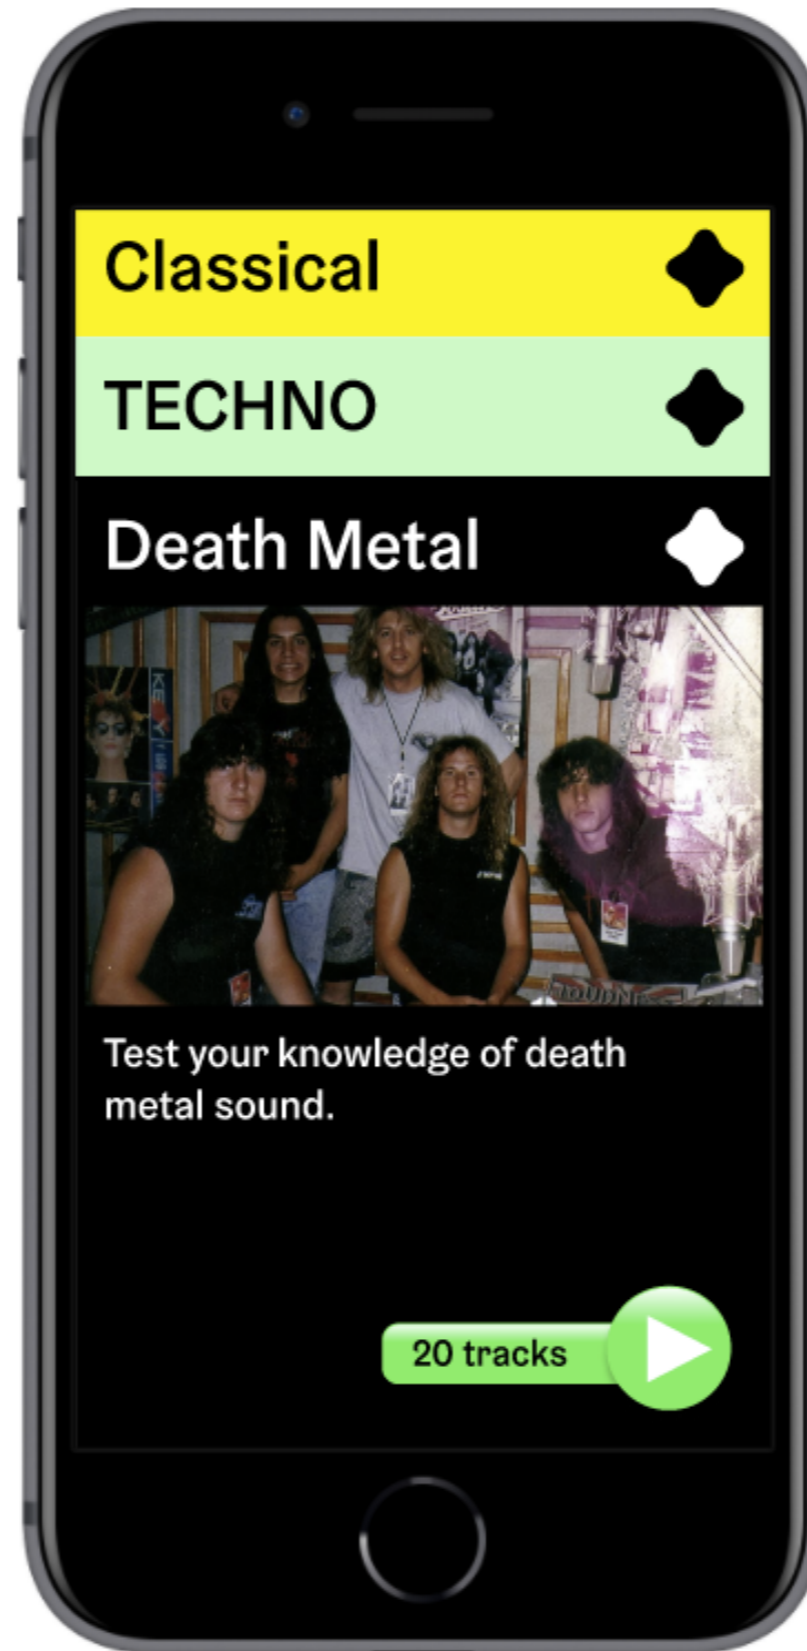 Classical
TECHNO
Death Metal
Test your knowledge of death
metal sound.
20 tracks